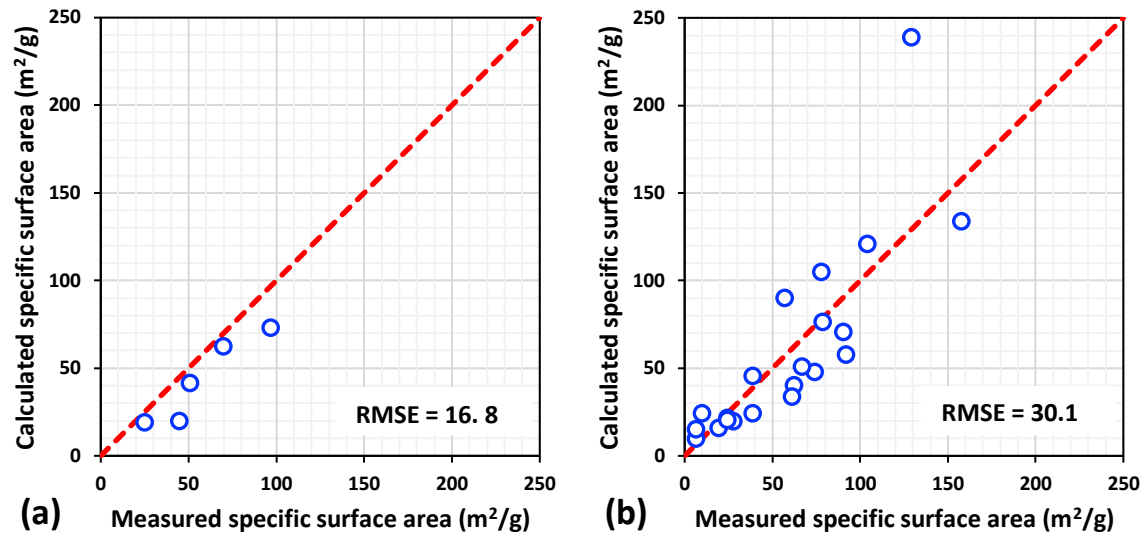 Calculated specific surface area (m²/g)
250
200
150
100
50
0
RMSE = 16. 8
0 50 100 150 200 250
(a) Measured specific surface area (m²/g)
Calculated specific surface area (m²/g)
250
200
150
100
50
0
RMSE = 30.1
0 50 100 150 200 250
(b) Measured specific surface area (m²/g)